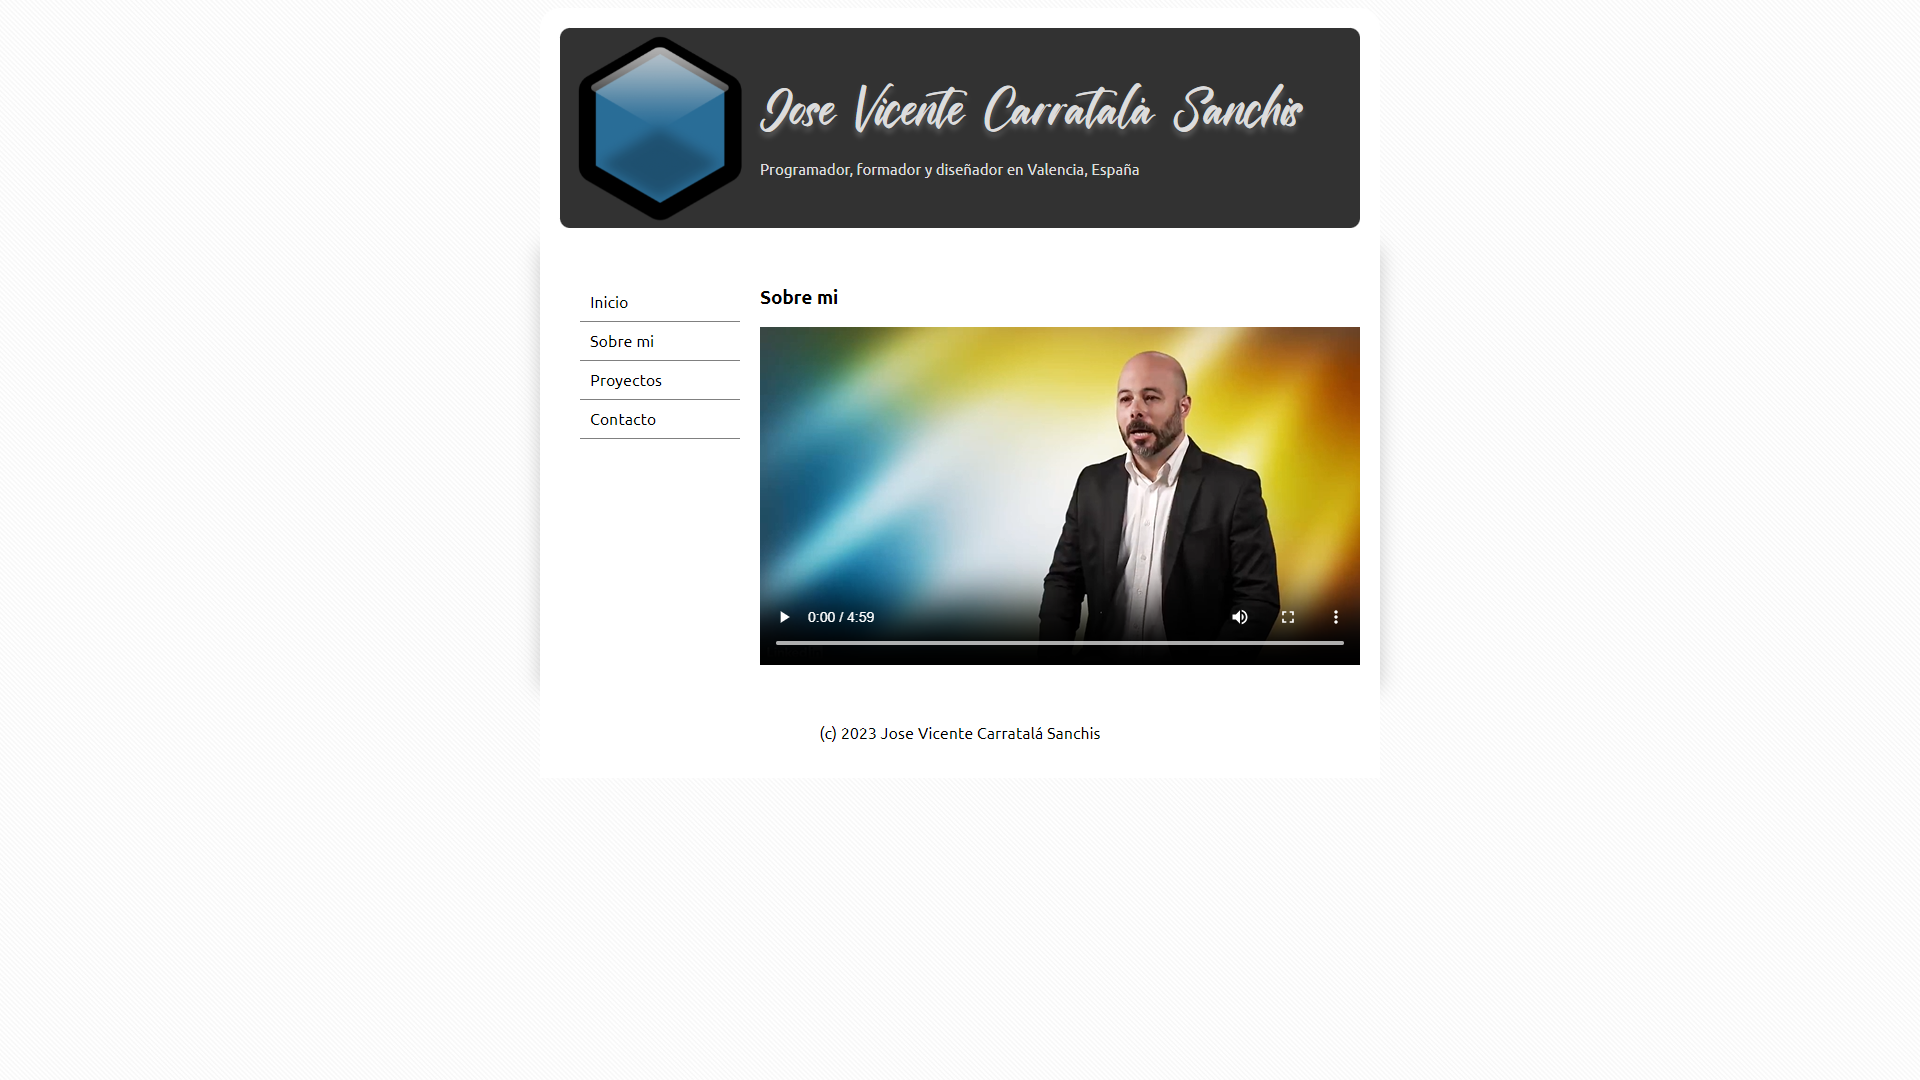 Jose Vicente Carratalá Sanchis
Programador, formador y diseñador en Valencia, España
Inicio
Sobre mi
Proyectos
Contacto
Sobre mi
0:00 / 4:59
(c) 2023 Jose Vicente Carratalá Sanchis